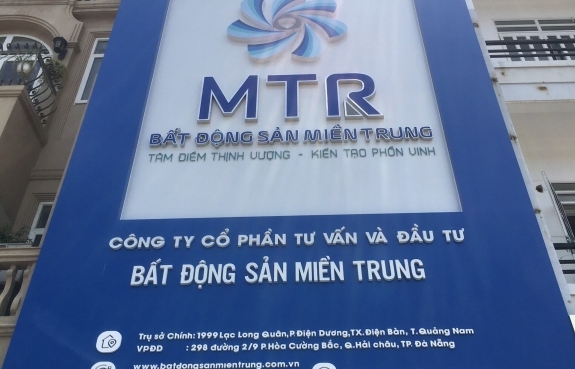 MTR
BẤT ĐỘNG SẢN MIỀN TRUNG
TÂM ĐIỂM THỊNH VƯỢNG - KIẾN TẠO PHỒN VINH
CÔNG TY CỔ PHẦN TƯ VẤN VÀ ĐẦU TƯ
BẤT ĐỘNG SẢN MIỀN TRUNG
Trụ sở Chính: 1999 Lạc Long Quân,P.Điện Dương,TX.Điện Bàn, T.Quảng Nam
VPĐD : 298 đường 2/9 P.Hòa Cường Bắc, Q.Hải châu, TP. Đà Nẵng
www.batdongsanmientrung.com.vn